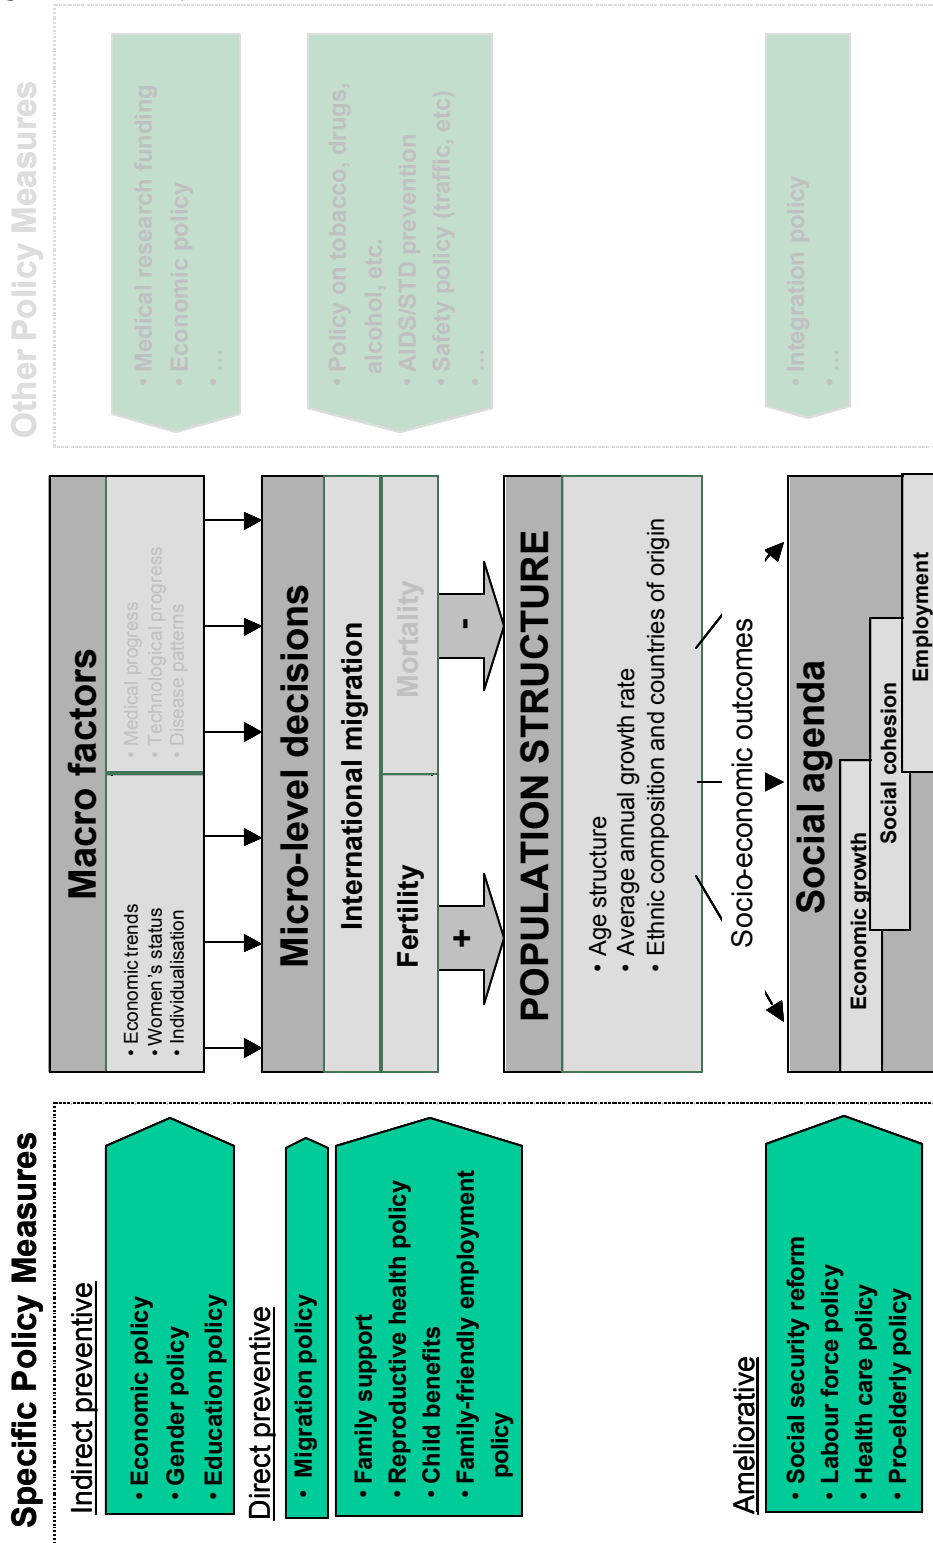 Specific Policy Measures
Indirect preventive
• Economic policy
• Gender policy
• Education policy
Direct preventive
• Migration policy
• Family support
• Reproductive health policy
• Child benefits
• Family-friendly employment
policy
Ameliorative
• Social security reform
• Labour force policy
• Health care policy
• Pro-elderly policy
Macro factors
• Economic trends
• Women's status
• Individualisation
• Medical progress
• Technological progress
• Disease patterns
Micro-level decisions
International migration
Fertility
Mortality
+
-
POPULATION STRUCTURE
• Age structure
• Average annual growth rate
• Ethnic composition and countries of origin
Socio-economic outcomes
Social agenda
Economic growth
Social cohesion
Employment
Other Policy Measures
• Medical research funding
• Economic policy
• ...
• Policy on tobacco, drugs,
alcohol, etc.
• AIDS/STD prevention
• Safety policy (traffic, etc)
• ...
• Integration policy
• ...